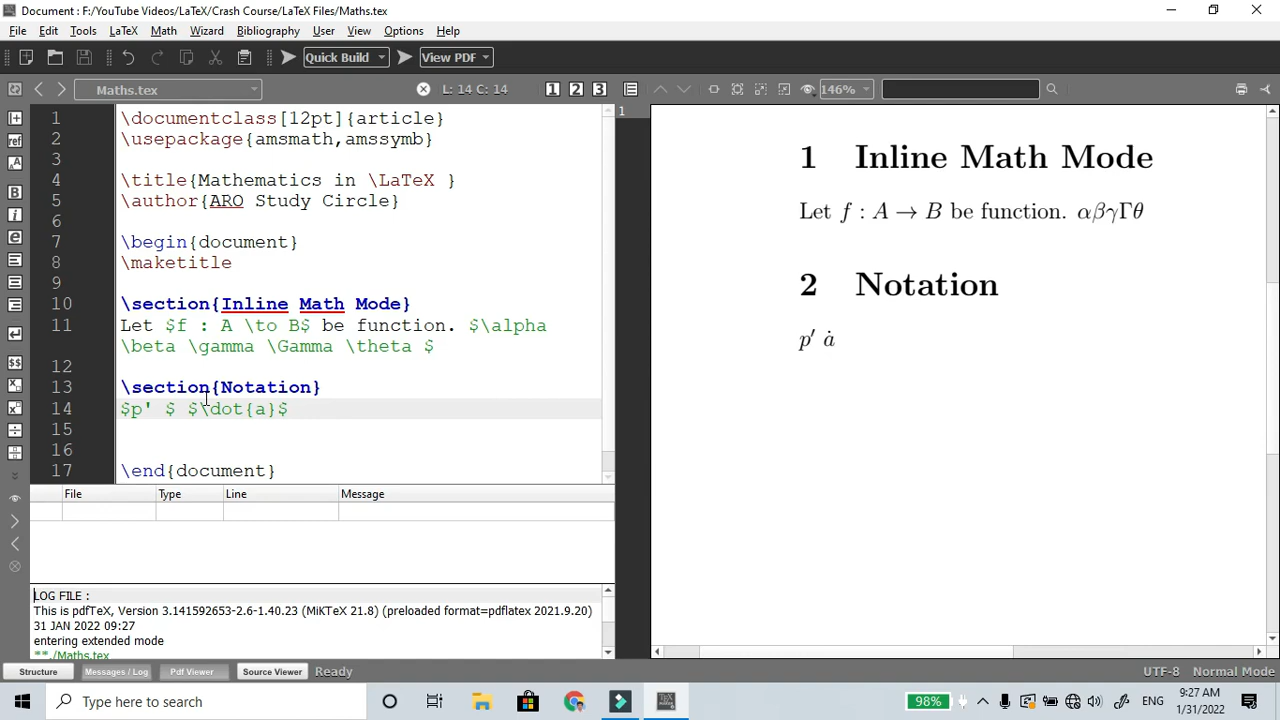 Document : F:/YouTube Videos/LaTeX/Crash Course/LaTeX Files/Maths.tex
File Edit Tools LaTeX Math Wizard Bibliography User View Options Help
Quick Build View PDF
Maths.tex L: 14 C: 14 1 2 3 146%
1 \documentclass[12pt]{article}
2 \usepackage{amsmath,amssymb}
3
4 \title{Mathematics in \LaTeX }
5 \author{ARO Study Circle}
6
7 \begin{document}
8 \maketitle
9
10 \section{Inline Math Mode}
11 Let $f : A \to B$ be function. $\alpha
\beta \gamma \Gamma \theta $
12
13 \section{Notation}
14 $p' $ $\dot{a}$
15
16
17 \end{document}
File Type Line Message
LOG FILE :
This is pdfTeX, Version 3.141592653-2.6-1.40.23 (MiKTeX 21.8) (preloaded format=pdflatex 2021.9.20)
31 JAN 2022 09:27
entering extended mode
**./Maths.tex
1
1 Inline Math Mode
Let f : A → B be function. αβγΓθ
2 Notation
p′ ȧ
Structure Messages / Log Pdf Viewer Source Viewer Ready UTF-8 Normal Mode
Type here to search 98% ENG 9:27 AM
1/31/2022